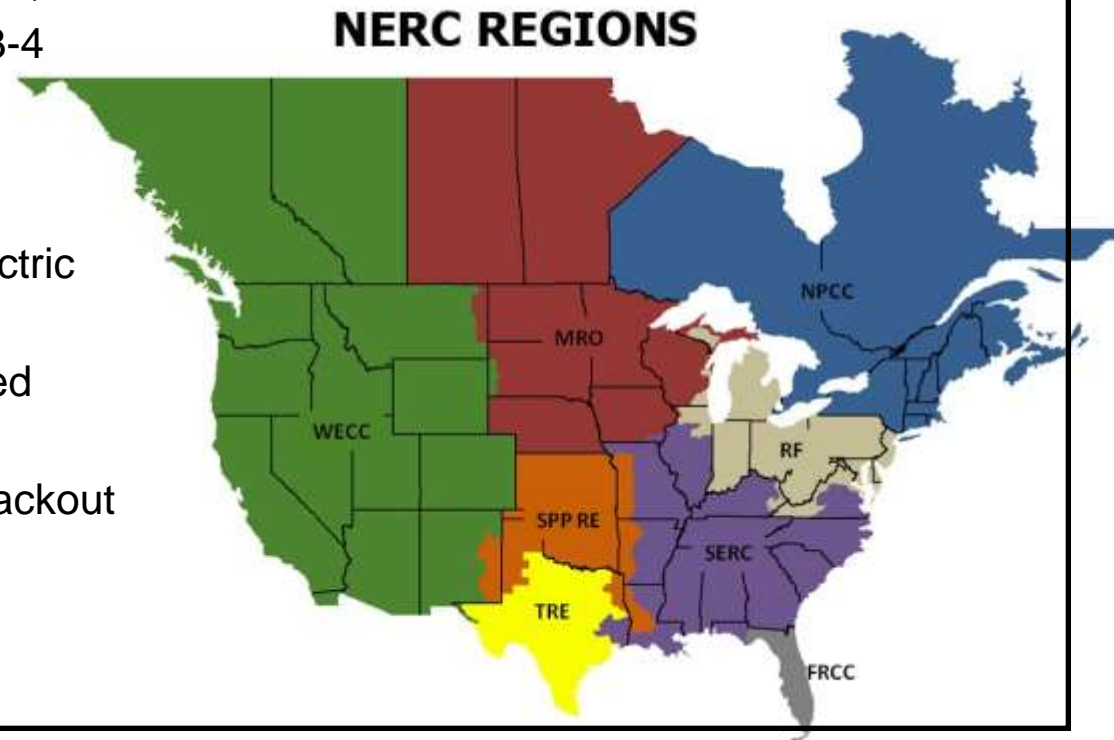 NERC REGIONS
3-4
ctric
ed
ackout
NPCC
MRO
WECC
RF
SPP RE
SERC
TRE
FRCC